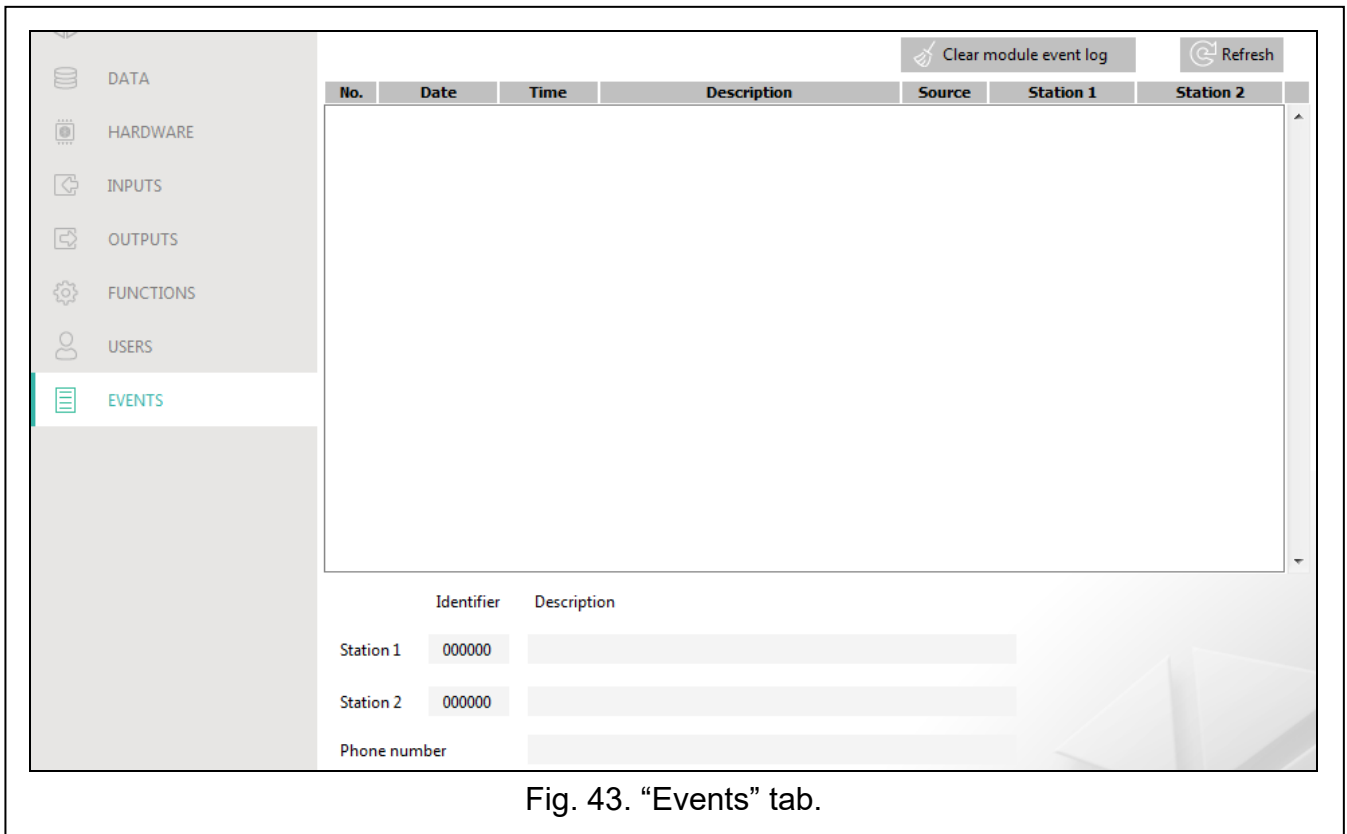 Clear module event log Refresh
DATA
No. Date Time Description Source Station 1 Station 2
HARDWARE
INPUTS
OUTPUTS
FUNCTIONS
USERS
EVENTS
Identifier Description
Station 1 000000
Station 2 000000
Phone number
Fig. 43. “Events” tab.